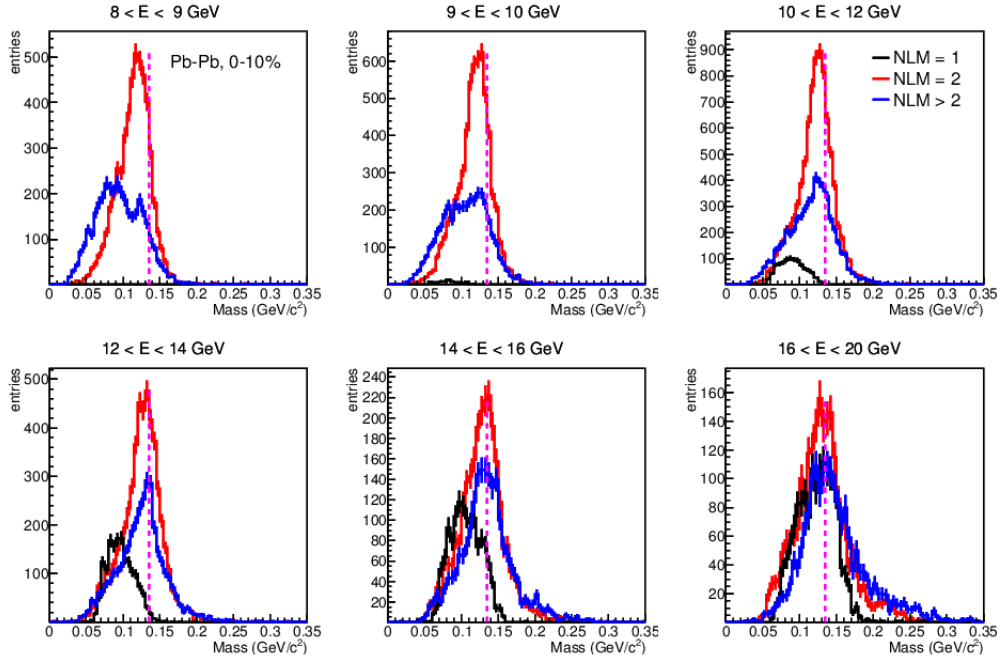 8 < E < 9 GeV
entries
500
400
300
200
100
Pb-Pb, 0-10%
0 0.05 0.1 0.15 0.2 0.25 0.3 0.35
Mass (GeV/c²)
9 < E < 10 GeV
entries
600
500
400
300
200
100
0 0.05 0.1 0.15 0.2 0.25 0.3 0.35
Mass (GeV/c²)
10 < E < 12 GeV
entries
900
800
700
600
500
400
300
200
100
NLM = 1
NLM = 2
NLM > 2
0 0.05 0.1 0.15 0.2 0.25 0.3 0.35
Mass (GeV/c²)
12 < E < 14 GeV
entries
500
400
300
200
100
0 0.05 0.1 0.15 0.2 0.25 0.3 0.35
Mass (GeV/c²)
14 < E < 16 GeV
entries
240
220
200
180
160
140
120
100
80
60
40
20
0 0.05 0.1 0.15 0.2 0.25 0.3 0.35
Mass (GeV/c²)
16 < E < 20 GeV
entries
160
140
120
100
80
60
40
20
0 0.05 0.1 0.15 0.2 0.25 0.3 0.35
Mass (GeV/c²)